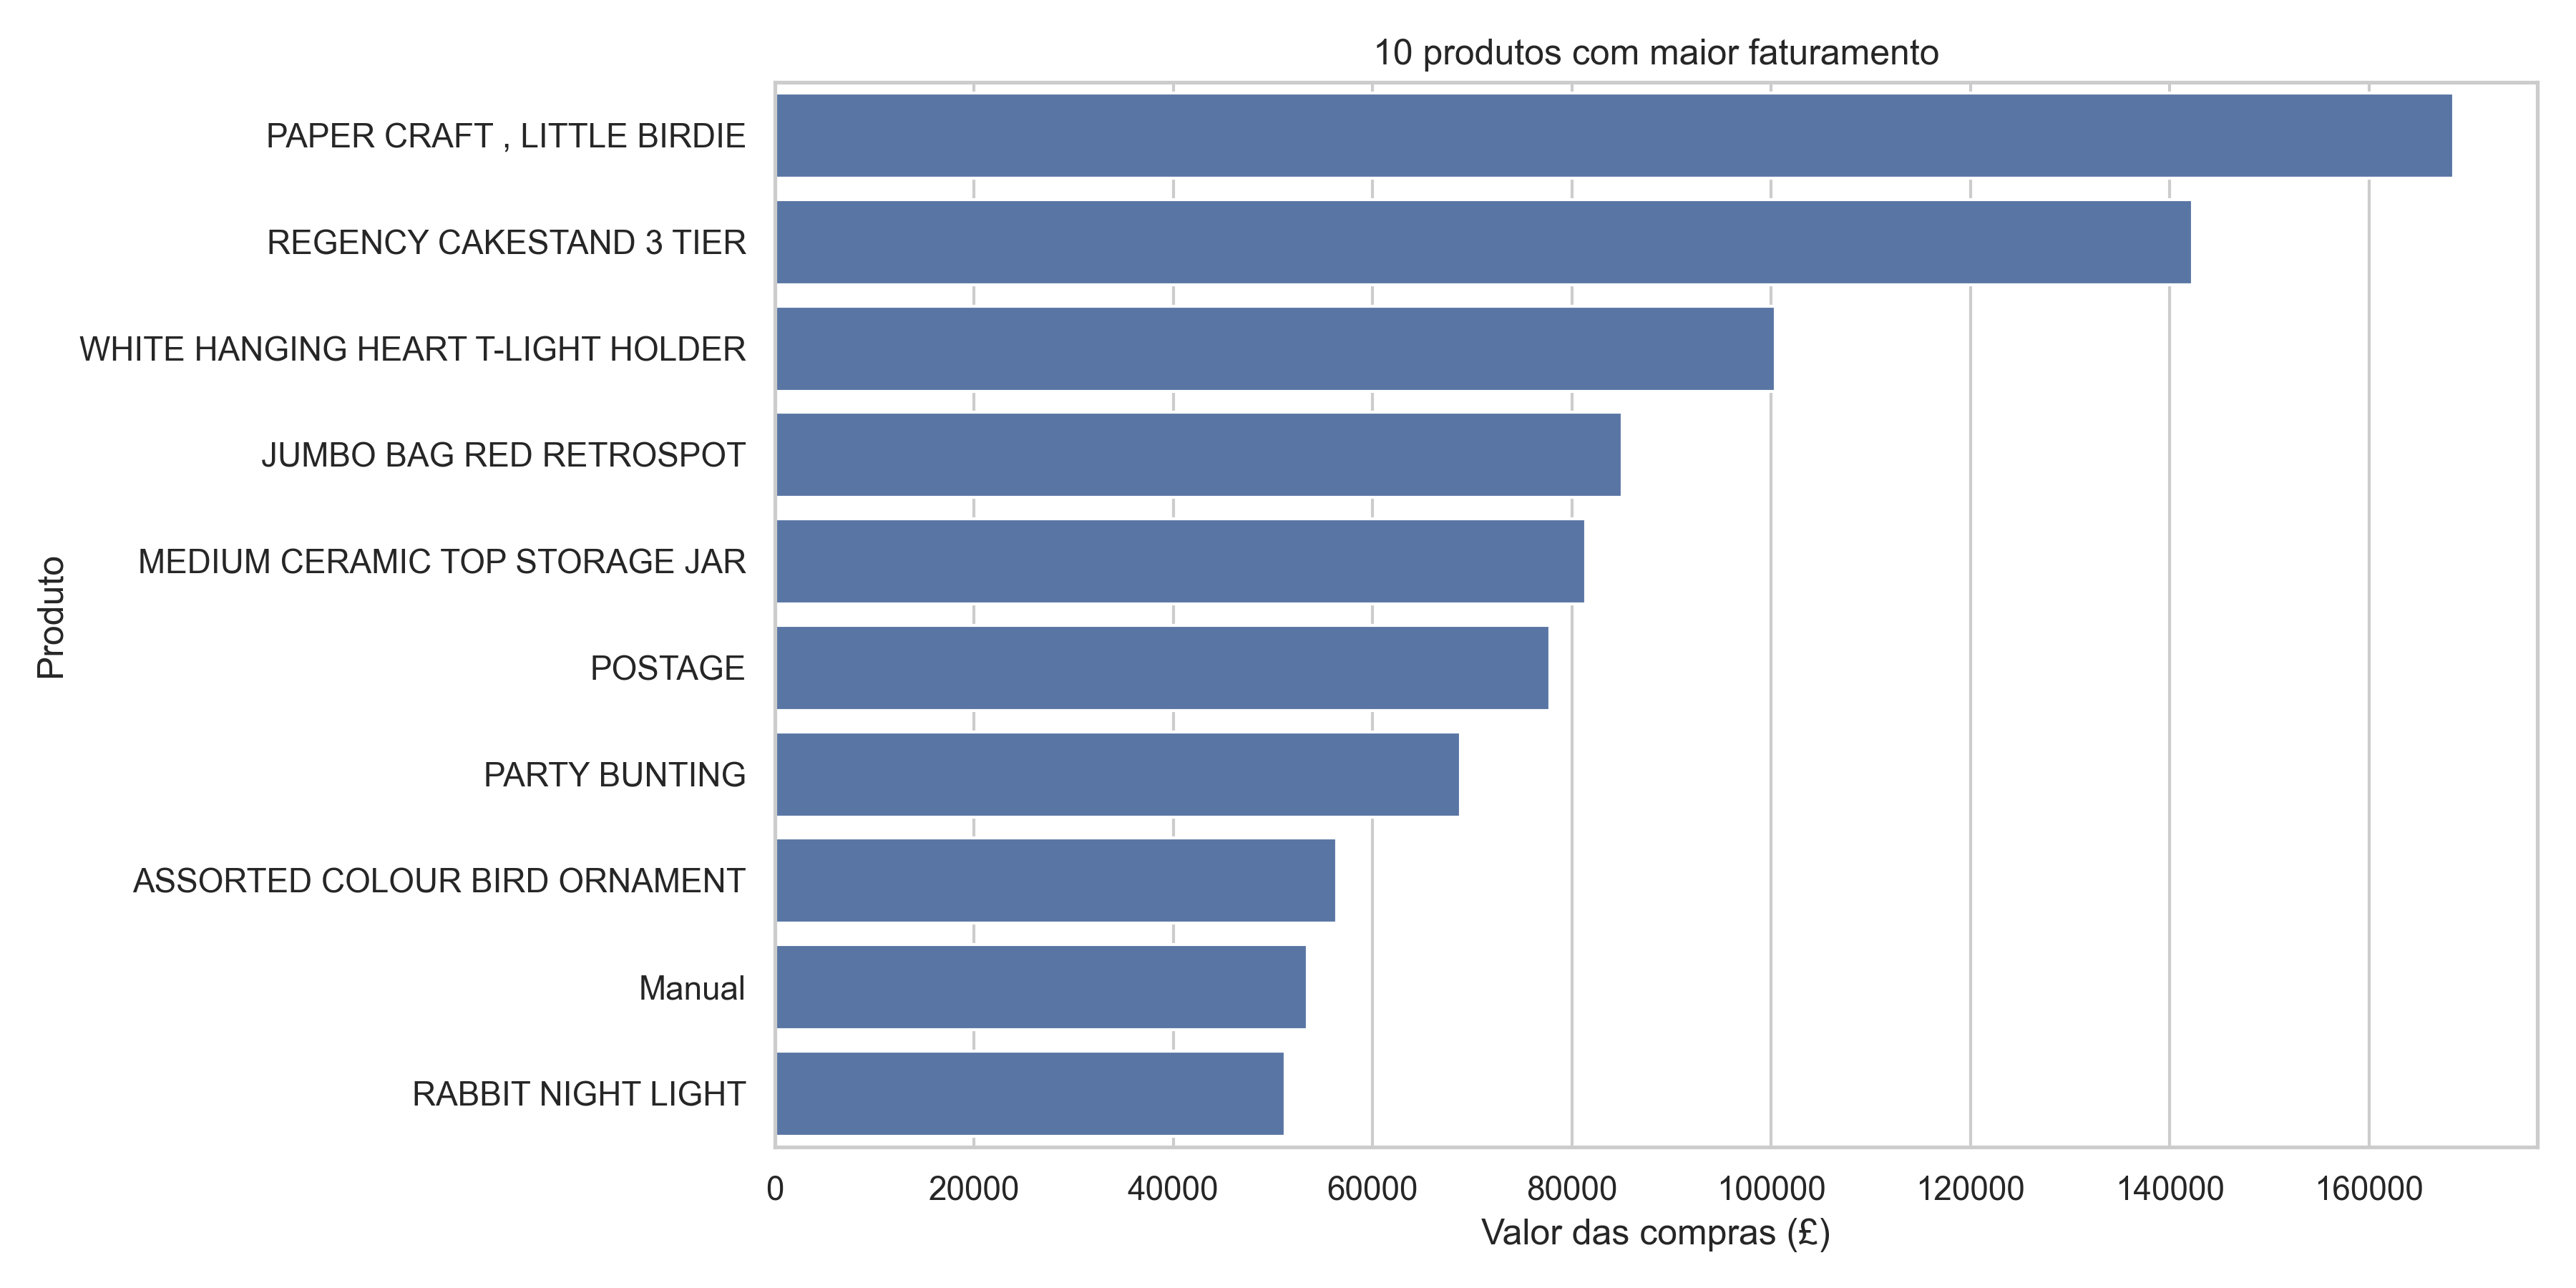 10 produtos com maior faturamento
PAPER CRAFT , LITTLE BIRDIE
REGENCY CAKESTAND 3 TIER
WHITE HANGING HEART T-LIGHT HOLDER
JUMBO BAG RED RETROSPOT
MEDIUM CERAMIC TOP STORAGE JAR
POSTAGE
PARTY BUNTING
ASSORTED COLOUR BIRD ORNAMENT
Manual
RABBIT NIGHT LIGHT
Produto
0 20000 40000 60000 80000 100000 120000 140000 160000
Valor das compras (£)